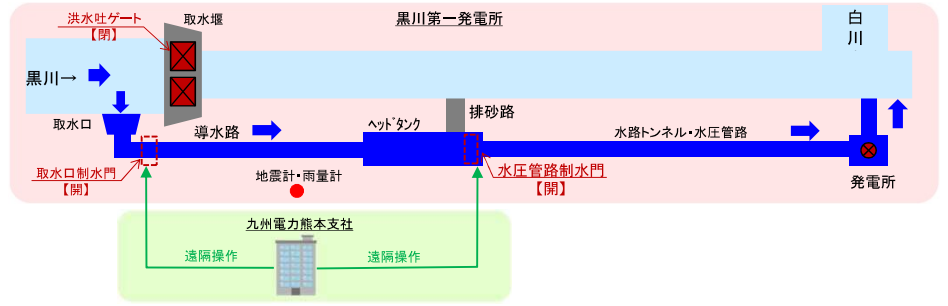 黒川第一発電所
洪水吐ゲート
【閉】
取水堰
白
川
黒川→
取水口
導水路
ヘッドタンク
排砂路
水路トンネル・水圧管路
取水口制水門
【開】
地震計・雨量計
水圧管路制水門
【開】
発電所
九州電力熊本支社
遠隔操作
遠隔操作